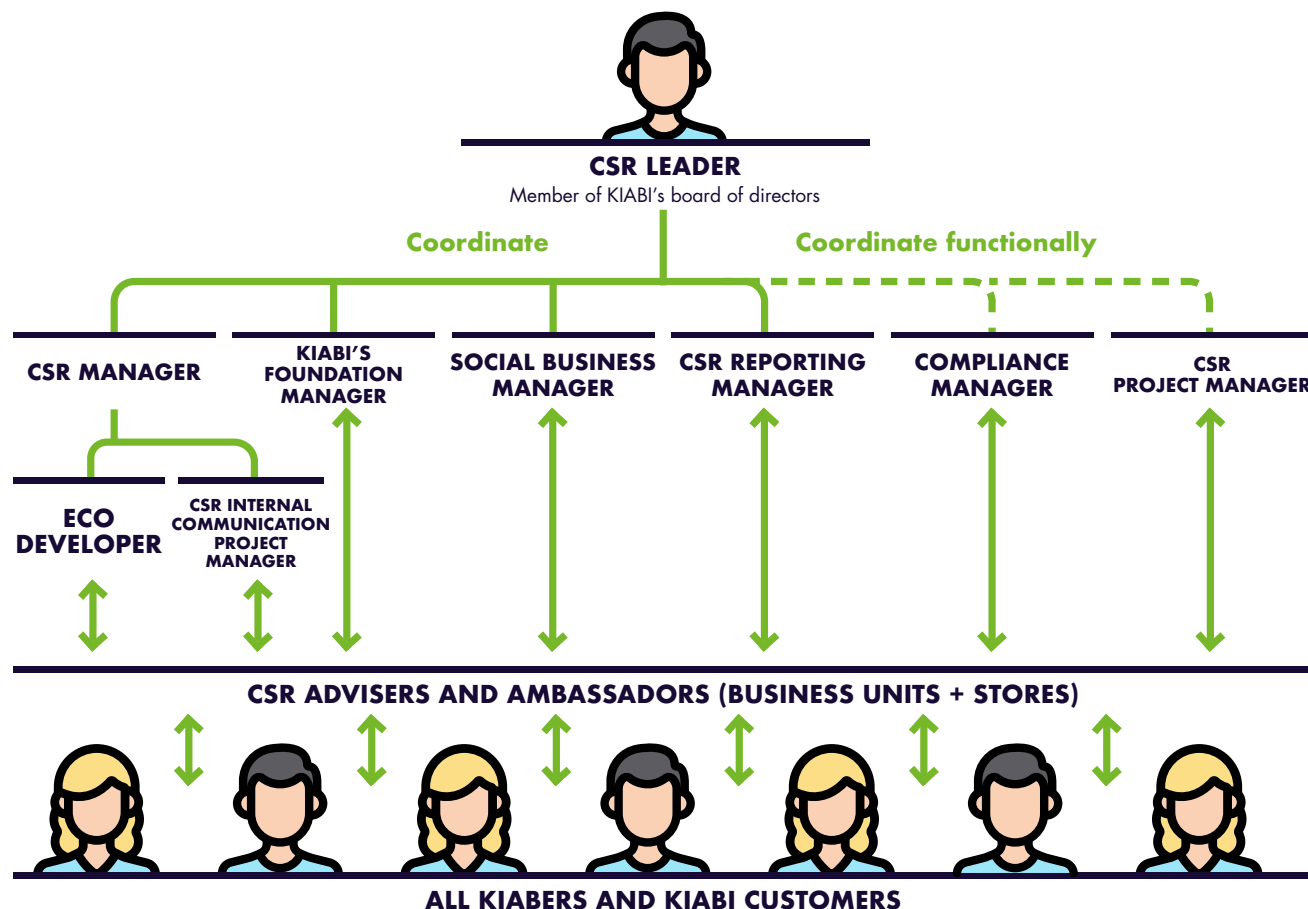 CSR LEADER
Member of KIABI's board of directors
Coordinate
Coordinate functionally
CSR MANAGER
KIABI'S
FOUNDATION
MANAGER
SOCIAL BUSINESS
MANAGER
CSR REPORTING
MANAGER
COMPLIANCE
MANAGER
CSR
PROJECT MANAGER
ECO
DEVELOPER
CSR INTERNAL
COMMUNICATION
PROJECT
MANAGER
CSR ADVISERS AND AMBASSADORS (BUSINESS UNITS + STORES)
ALL KIABERS AND KIABI CUSTOMERS